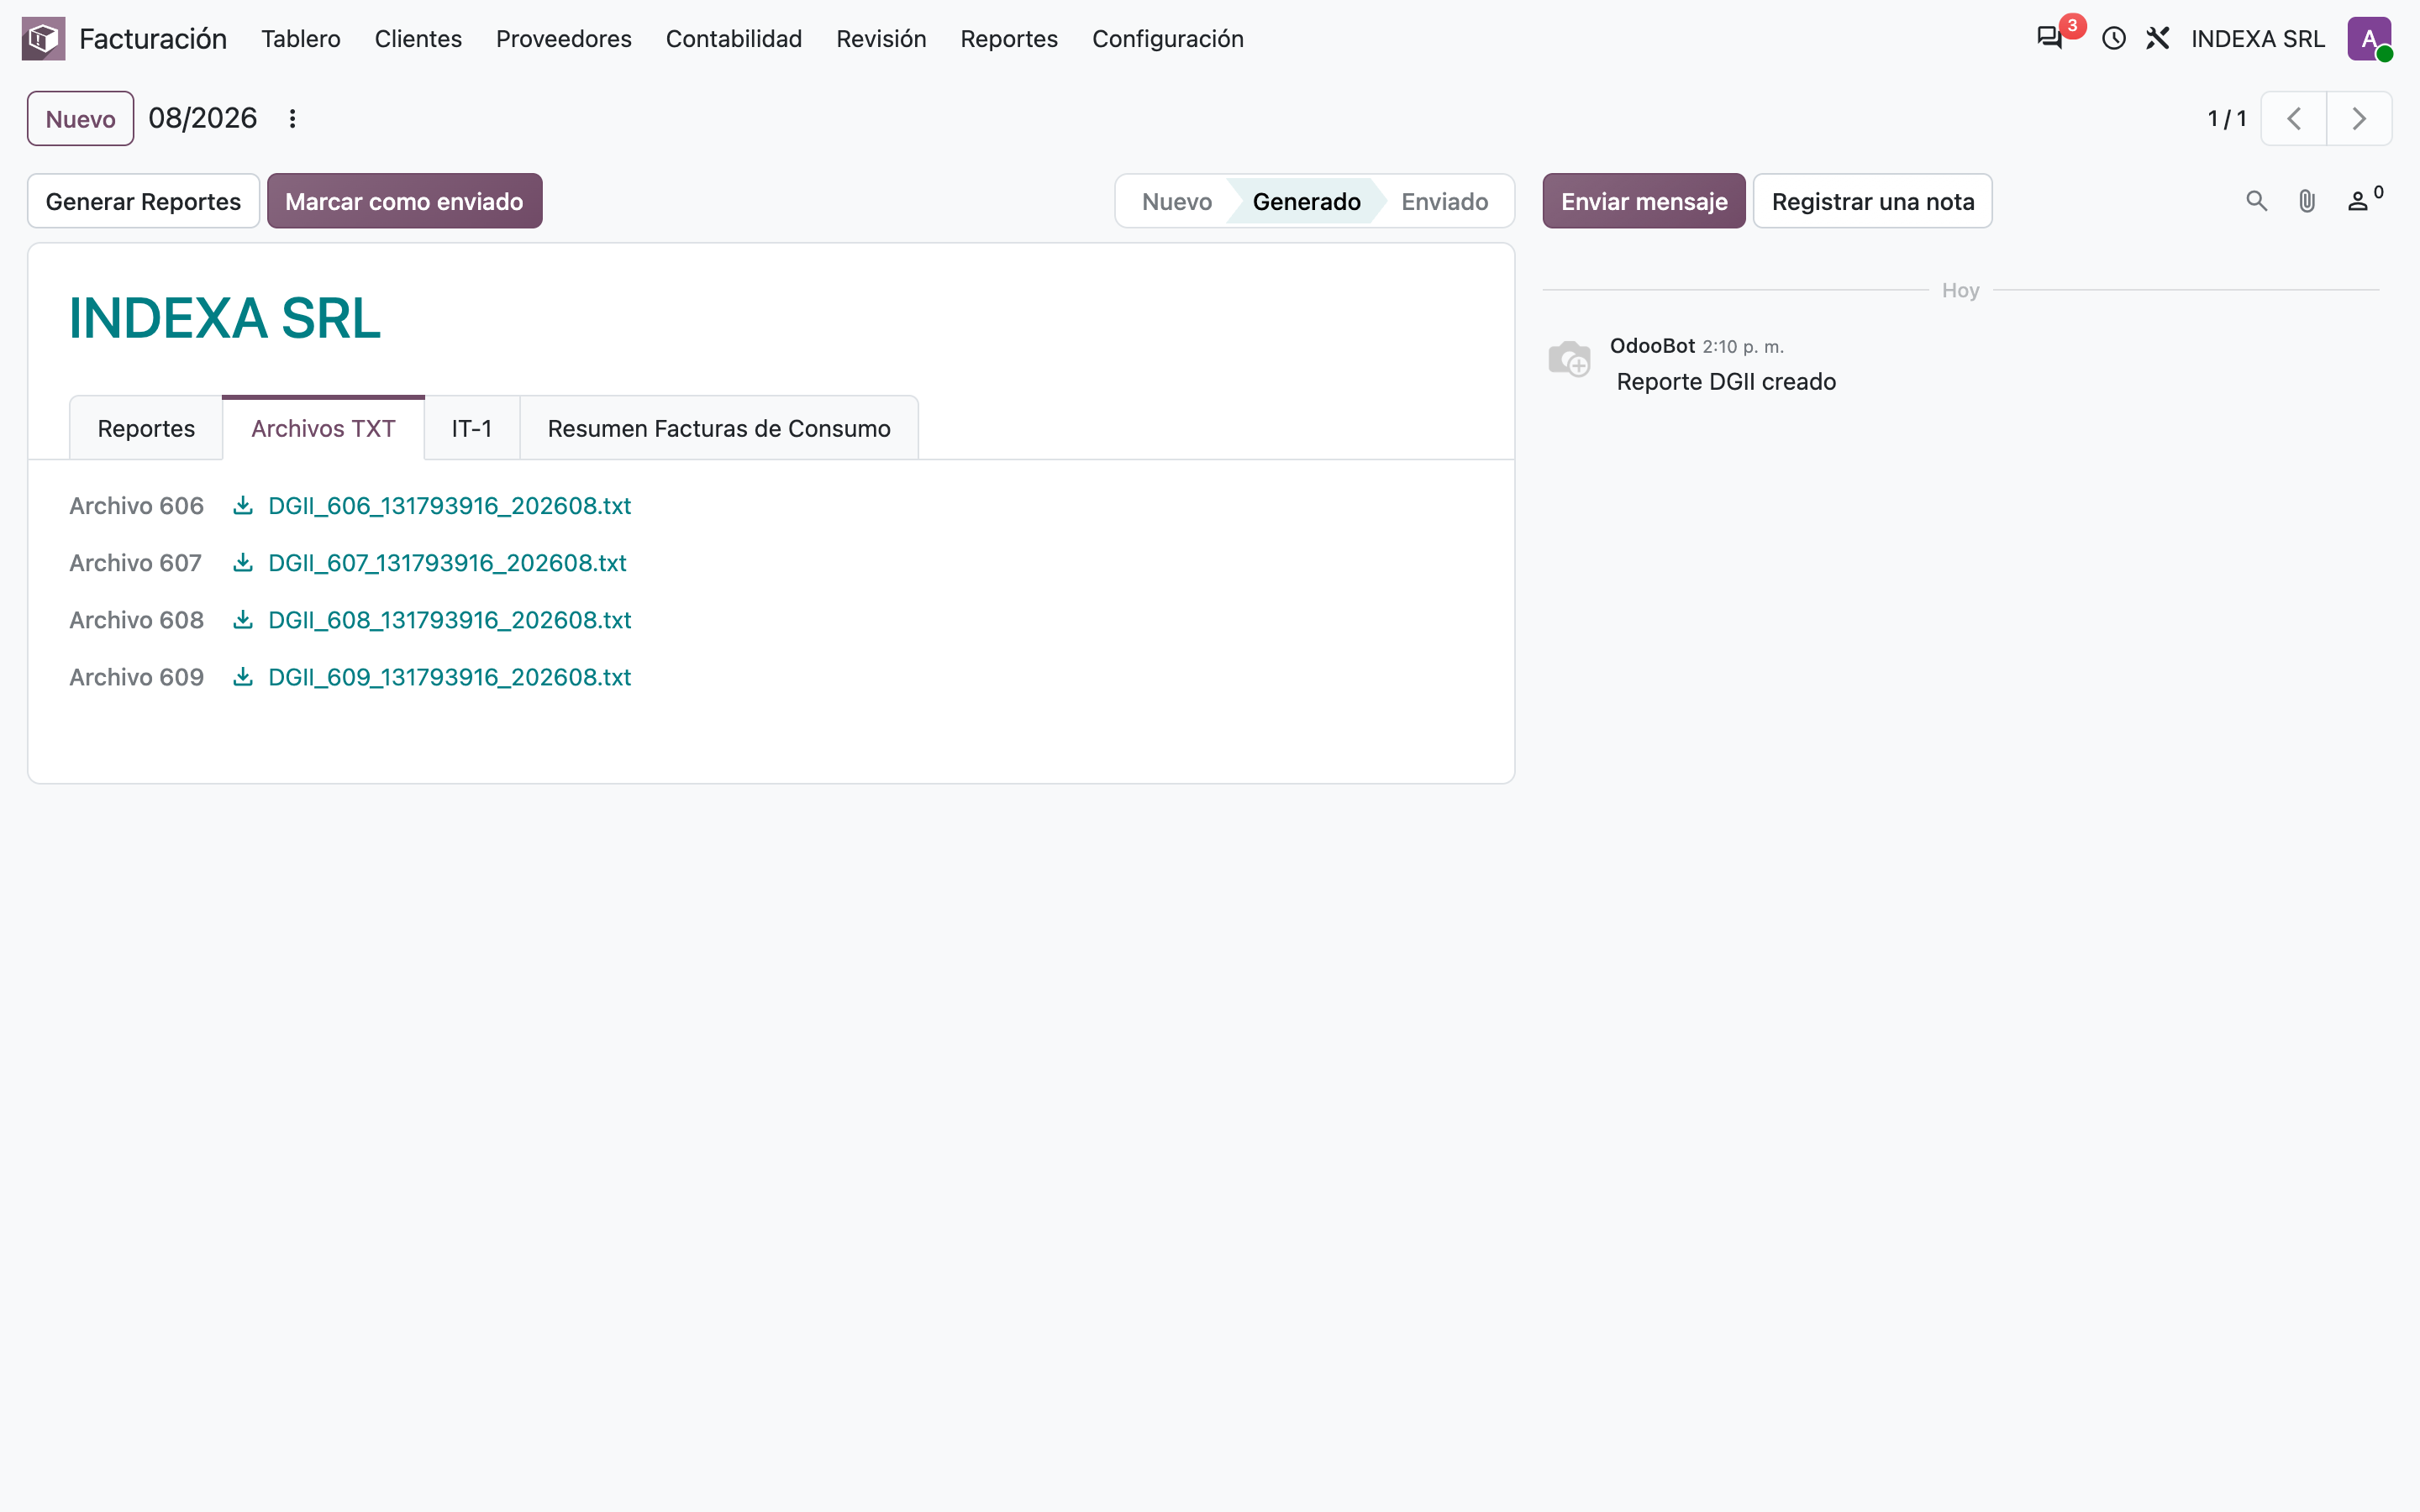 Facturación Tablero Clientes Proveedores Contabilidad Revisión Reportes Configuración 3 INDEXA SRL A
Nuevo 08/2026 1 / 1
Generar Reportes Marcar como enviado Nuevo Generado Enviado Enviar mensaje Registrar una nota 0
INDEXA SRL
Hoy
OdooBot 2:10 p. m.
Reporte DGII creado
Reportes Archivos TXT IT-1 Resumen Facturas de Consumo
Archivo 606 DGII_606_131793916_202608.txt
Archivo 607 DGII_607_131793916_202608.txt
Archivo 608 DGII_608_131793916_202608.txt
Archivo 609 DGII_609_131793916_202608.txt